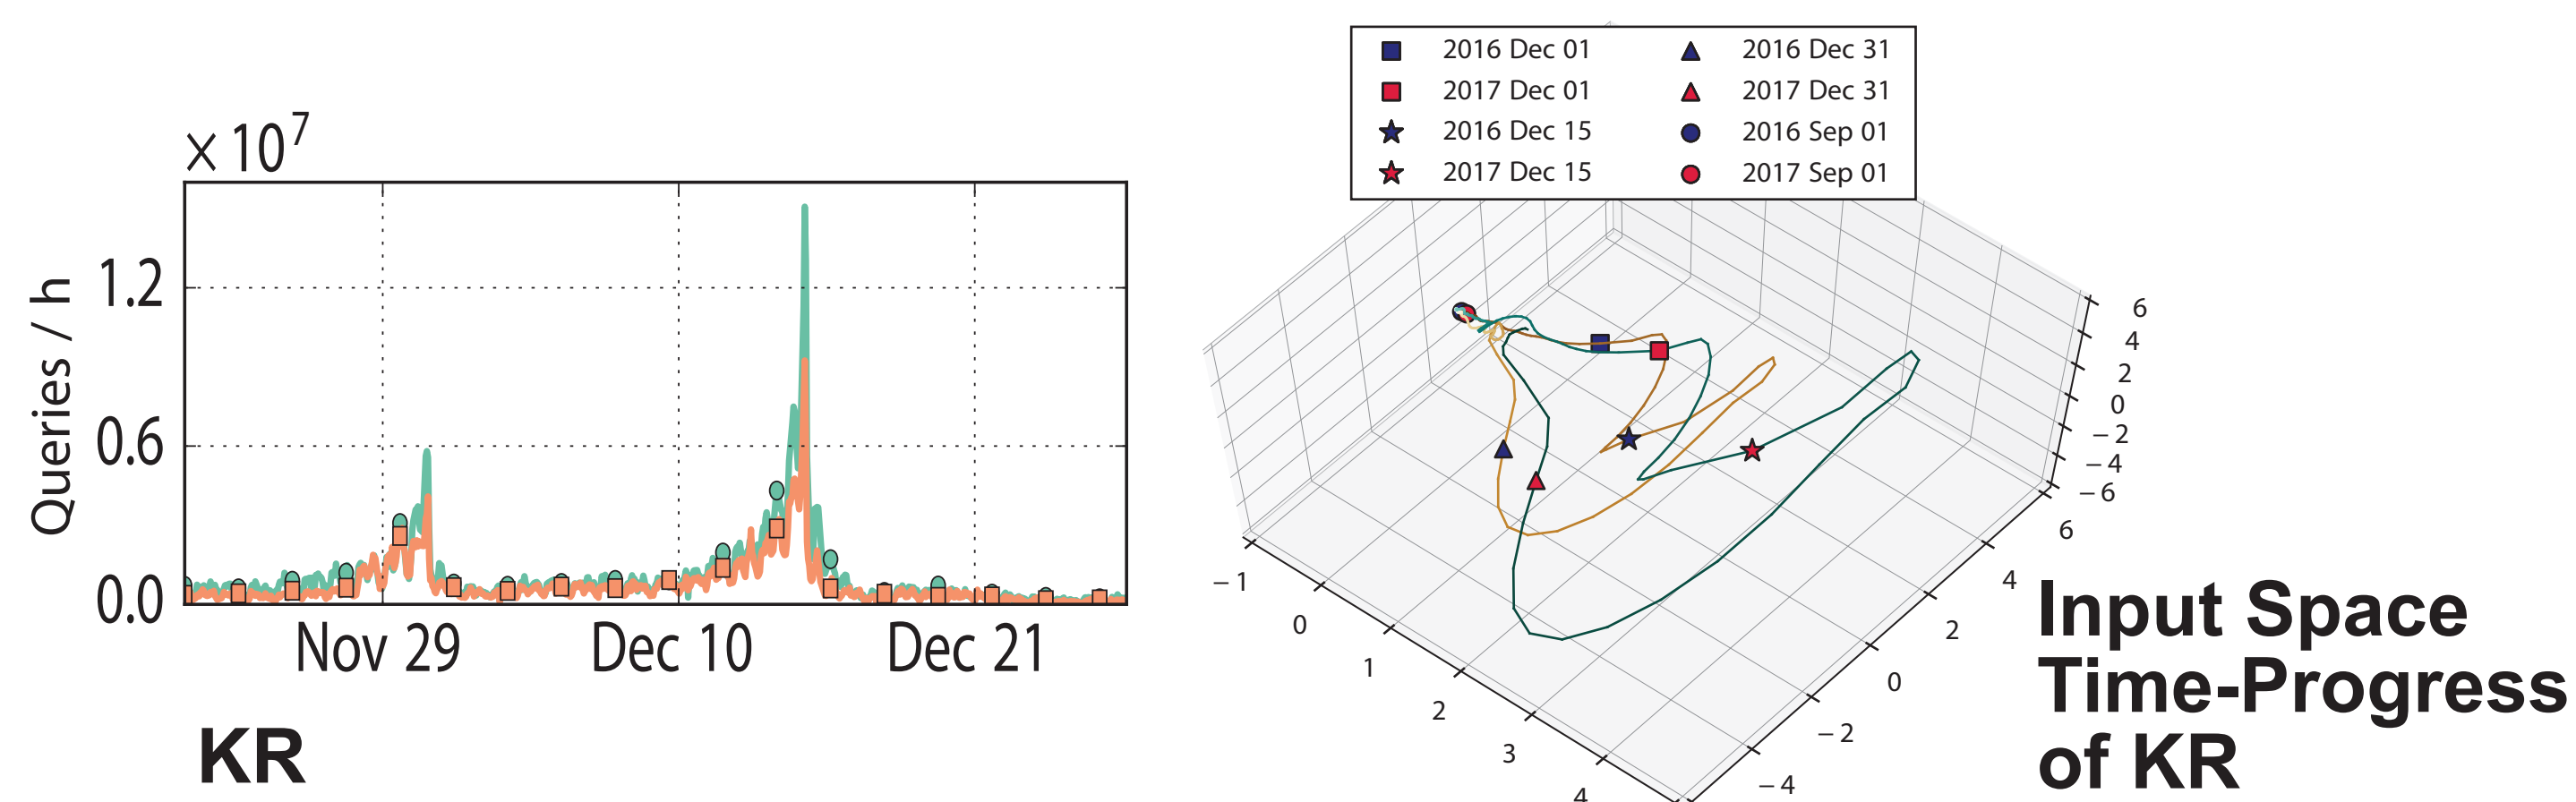 ×10⁷
Queries / h
1.2
0.6
0.0
Nov 29 Dec 10 Dec 21
KR
2016 Dec 01 2016 Dec 31
2017 Dec 01 2017 Dec 31
2016 Dec 15 2016 Sep 01
2017 Dec 15 2017 Sep 01
6
4
2
0
−2
−4
−6
−1
0
1
2
3
4
6
4
2
0
−2
−4
Input Space
Time-Progress
of KR